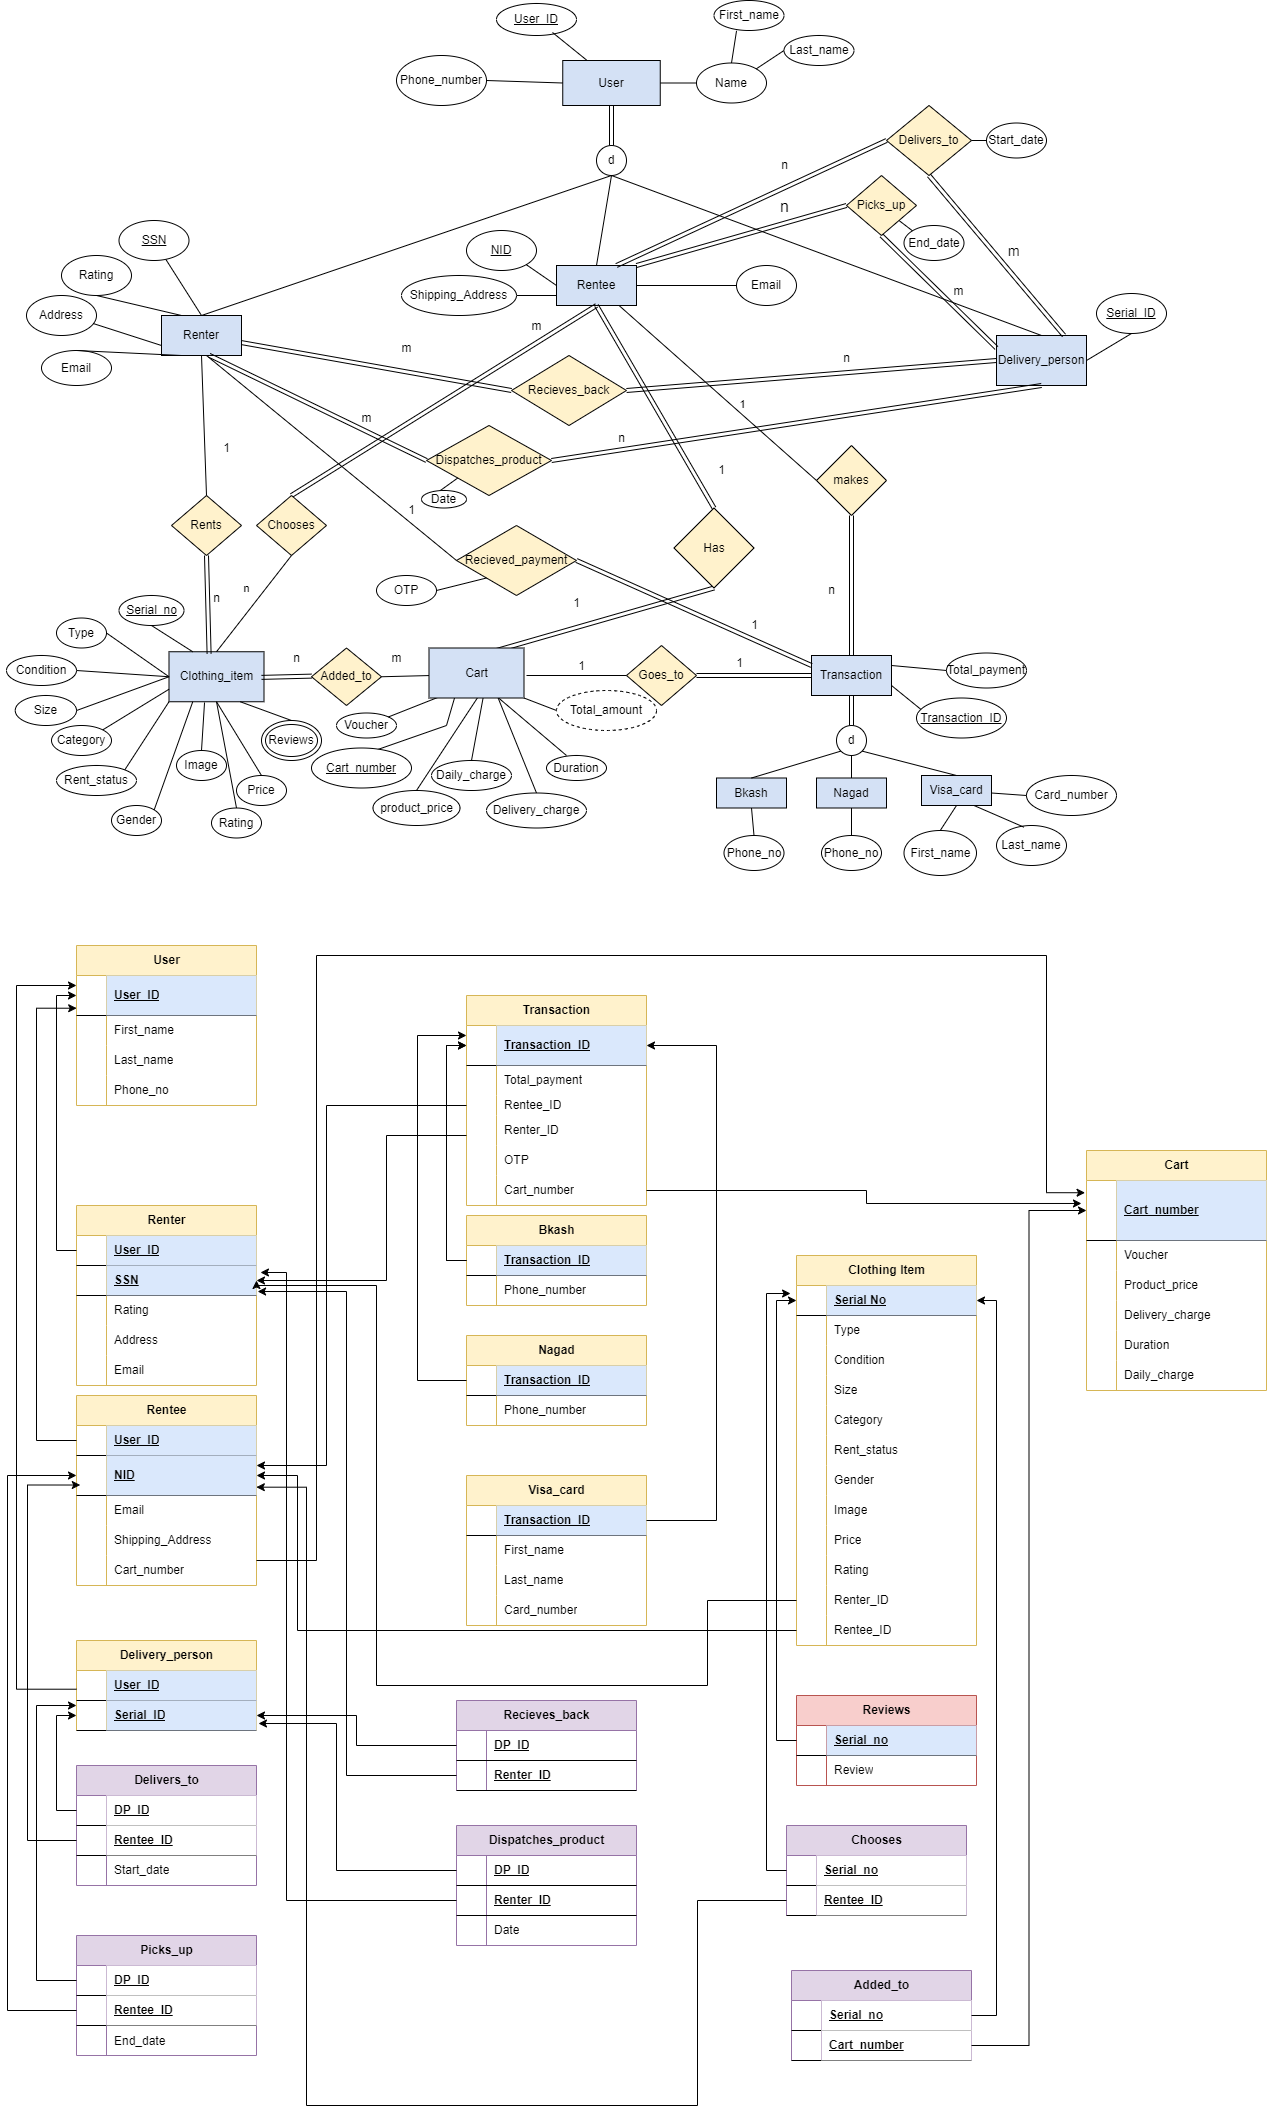 First_name
User_ID
Last_name
Phone_number
User
Name
Delivers_to
Start_date
d
n
Picks_up
n
SSN
End_date
NID
m
Rating
Rentee
Email
Shipping_Address
m
Address
Serial_ID
m
Renter
m
n
Delivery_person
Email
Recieves_back
1
m
n
1
Dispatches_product
1
makes
Date
1
Rents
Chooses
Has
Recieved_payment
OTP
n
n
1
n
Serial_no
1
Type
n
m
1
1
Condition
Clothing_item
Added_to
Cart
Goes_to
Transaction
Total_payment
Size
Total_amount
Transaction_ID
Voucher
Category
Reviews
d
Image
Cart_number
Daily_charge
Duration
Rent_status
Price
Bkash
Nagad
Visa_card
Card_number
product_price
Delivery_charge
Gender
Rating
Phone_no
Phone_no
First_name
Last_name
User
User_ID
First_name
Last_name
Phone_no
Transaction
Transaction_ID
Total_payment
Rentee_ID
Renter_ID
OTP
Cart_number
Cart
Cart_number
Voucher
Product_price
Delivery_charge
Duration
Daily_charge
Renter
User_ID
SSN
Rating
Address
Email
Bkash
Transaction_ID
Phone_number
Clothing Item
Serial No
Type
Condition
Size
Category
Rent_status
Gender
Image
Price
Rating
Renter_ID
Rentee_ID
Nagad
Transaction_ID
Phone_number
Rentee
User_ID
NID
Email
Shipping_Address
Cart_number
Visa_card
Transaction_ID
First_name
Last_name
Card_number
Delivery_person
User_ID
Serial_ID
Recieves_back
DP_ID
Renter_ID
Reviews
Serial_no
Review
Delivers_to
DP_ID
Rentee_ID
Start_date
Dispatches_product
DP_ID
Renter_ID
Date
Chooses
Serial_no
Rentee_ID
Picks_up
DP_ID
Rentee_ID
End_date
Added_to
Serial_no
Cart_number